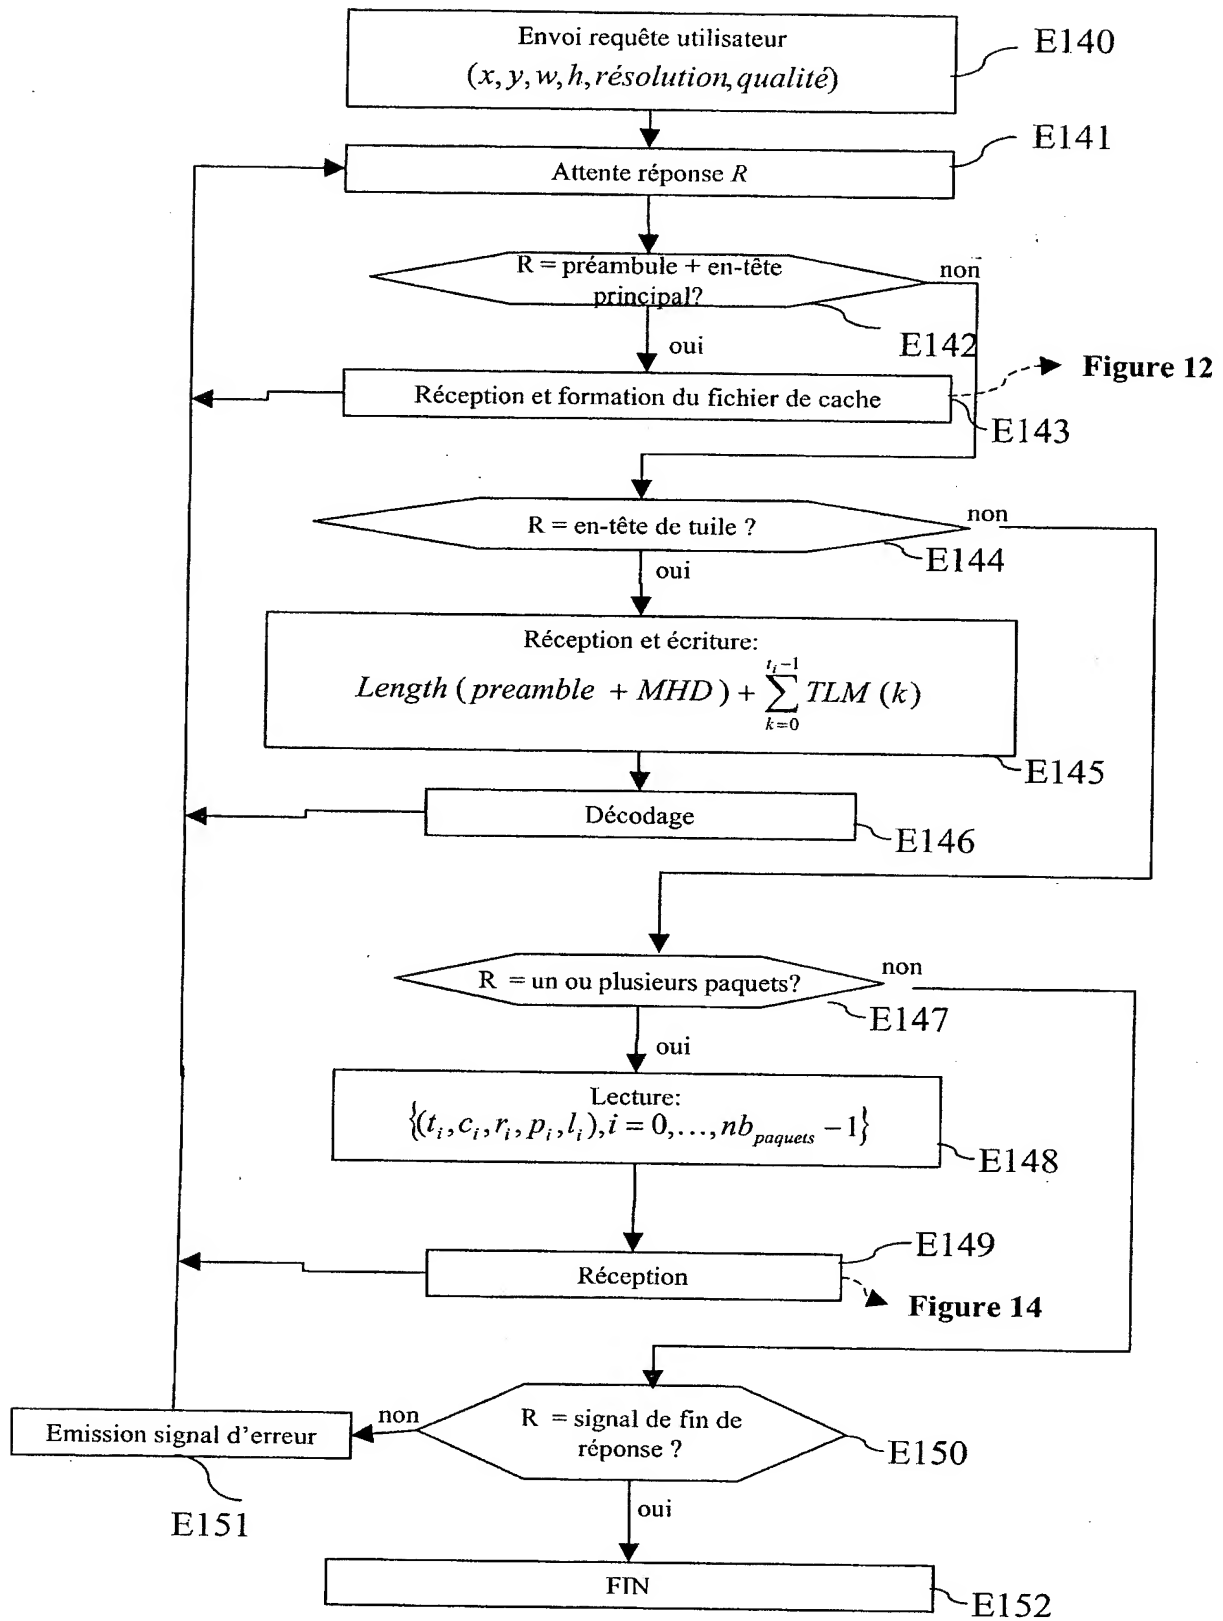 Envoi requête utilisateur
(x, y, w, h, résolution, qualité)
E140
Attente réponse R
E141
R = préambule + en-tête
principal?
non
E142
oui
Réception et formation du fichier de cache
Figure 12
E143
R = en-tête de tuile ?
non
E144
oui
Réception et écriture:
Length (preamble + MHD) + \sum_{k=0}^{t_i-1} TLM (k)
E145
Décodage
E146
R = un ou plusieurs paquets?
non
E147
oui
Lecture:
{(t_i, c_i, r_i, p_i, l_i), i = 0,…, nb_{paquets} −1}
E148
E149
Réception
Figure 14
R = signal de fin de
réponse ?
non
E150
Emission signal d'erreur
E151
oui
FIN
E152